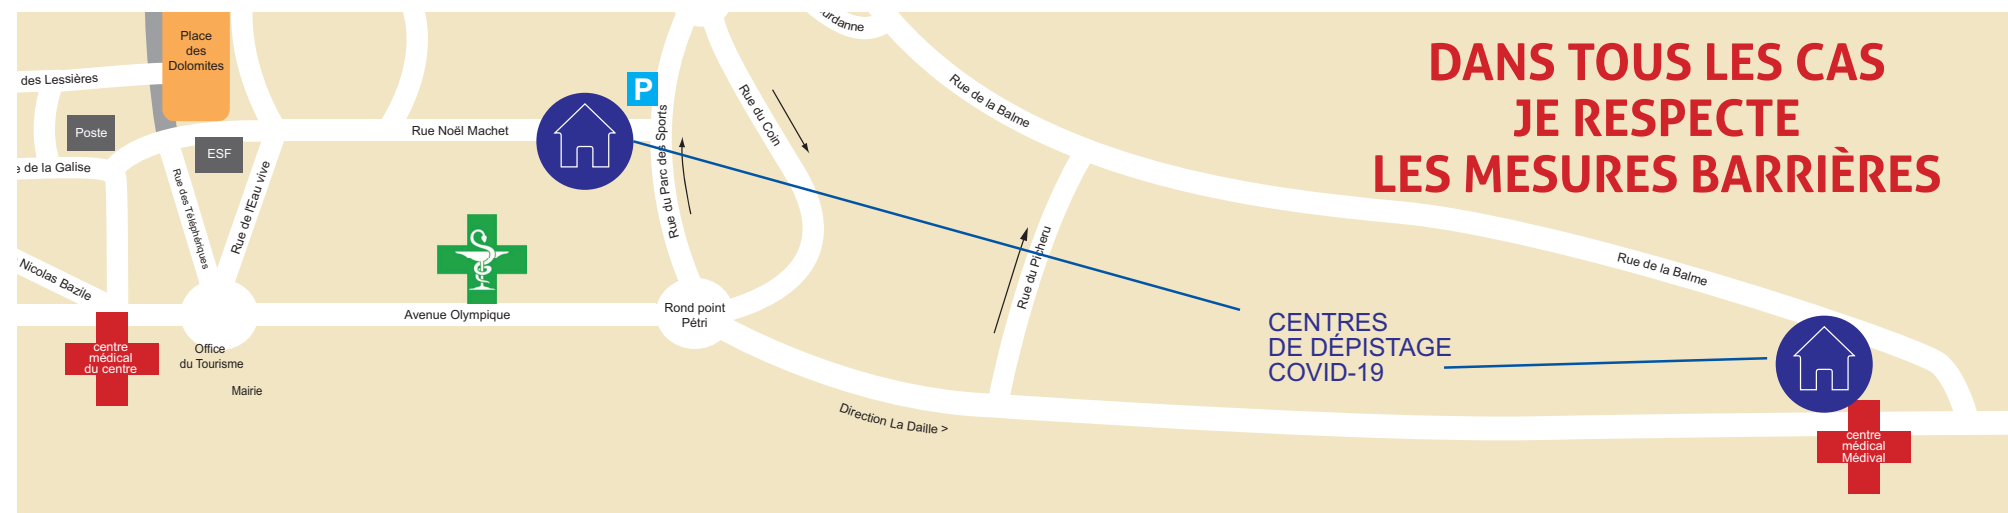 Place
des
Dolomites
des Lessières
Poste
ESF
de la Galise
Rue des Téléphériques
Rue de l'Eau vive
Nicolas Bazile
centre
médical
du centre
Office
du Tourisme
Mairie
Rue Noël Machet
Avenue Olympique
P
Rue du Parc des Sports
Rue du Coin
Rond point
Pétri
Direction La Daille >
Rue du Picheru
Rue de la Balme
DANS TOUS LES CAS
JE RESPECTE
LES MESURES BARRIÈRES
Rue de la Balme
CENTRES
DE DÉPISTAGE
COVID-19
centre
médical
Médival